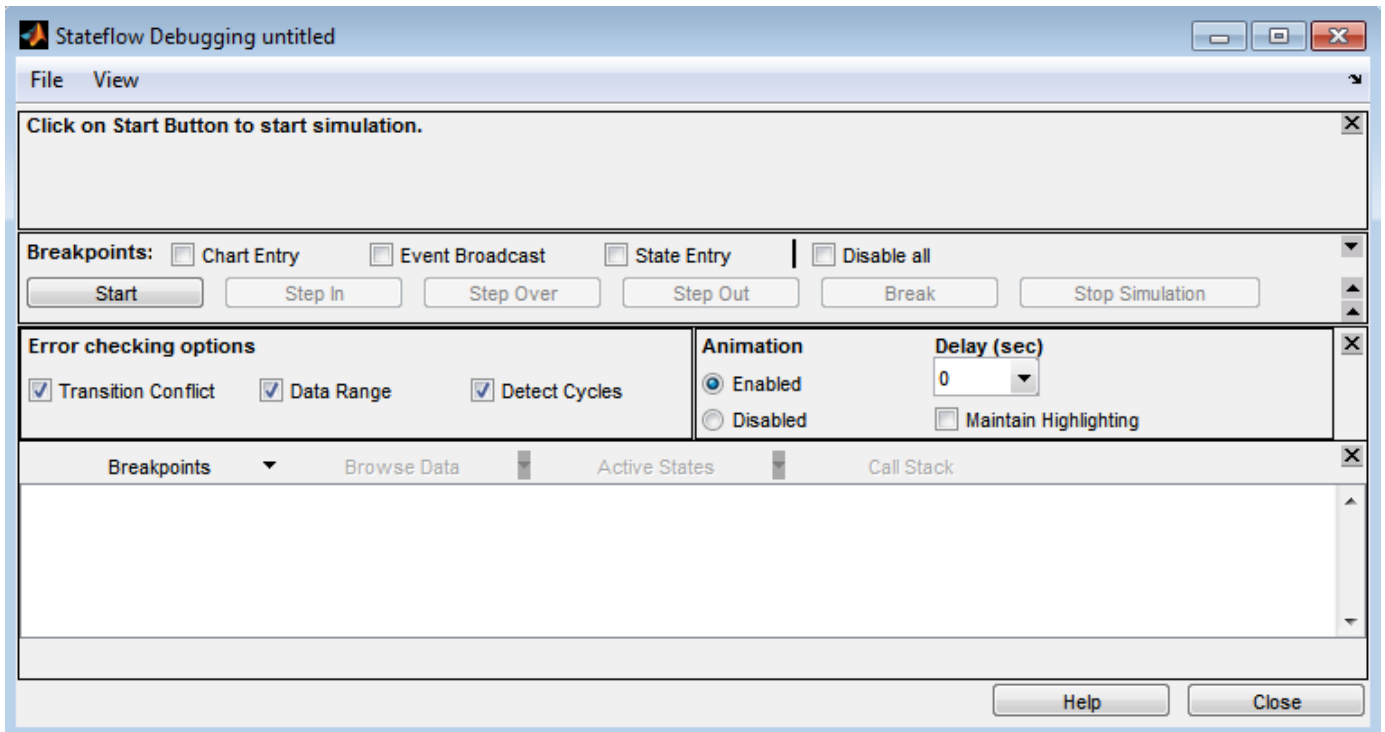 Stateflow Debugging untitled
File View
Click on Start Button to start simulation.
Breakpoints: Chart Entry Event Broadcast State Entry Disable all
Start Step In Step Over Step Out Break Stop Simulation
Error checking options Animation Delay (sec)
Enabled 0
Transition Conflict Data Range Detect Cycles
Disabled Maintain Highlighting
Breakpoints Browse Data Active States Call Stack
Help Close